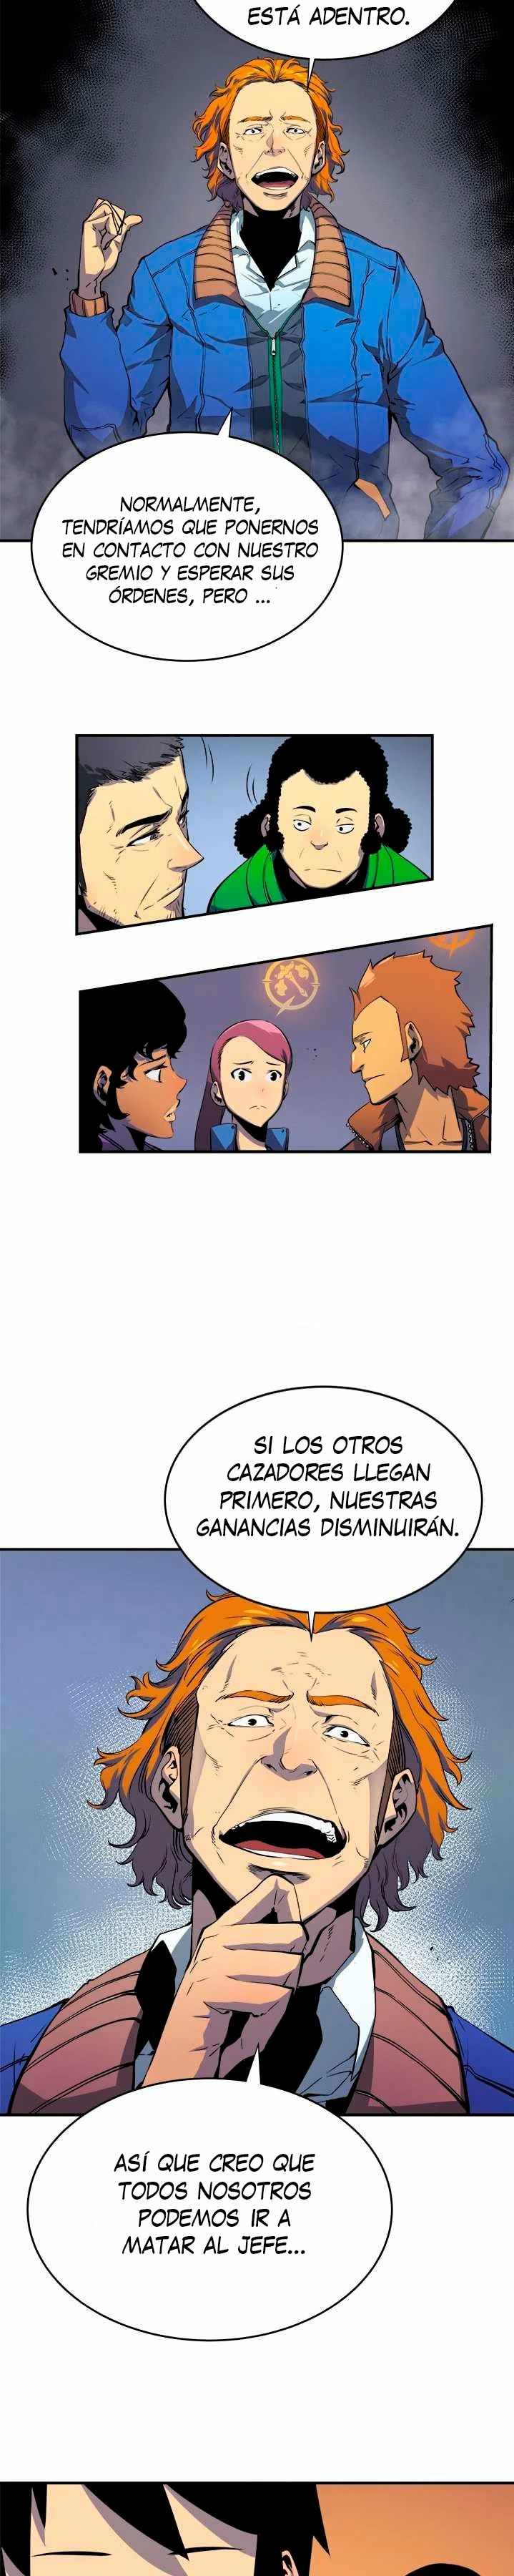 ESTÁ ADENTRO.
NORMALMENTE,
TENDRÍAMOS QUE PONERNOS
EN CONTACTO CON NUESTRO
GREMIO Y ESPERAR SUS
ÓRDENES, PERO ...
SI LOS OTROS
CAZADORES LLEGAN
PRIMERO, NUESTRAS
GANANCIAS DISMINUIRÁN.
ASÍ QUE CREO QUE
TODOS NOSOTROS
PODEMOS IR A
MATAR AL JEFE...